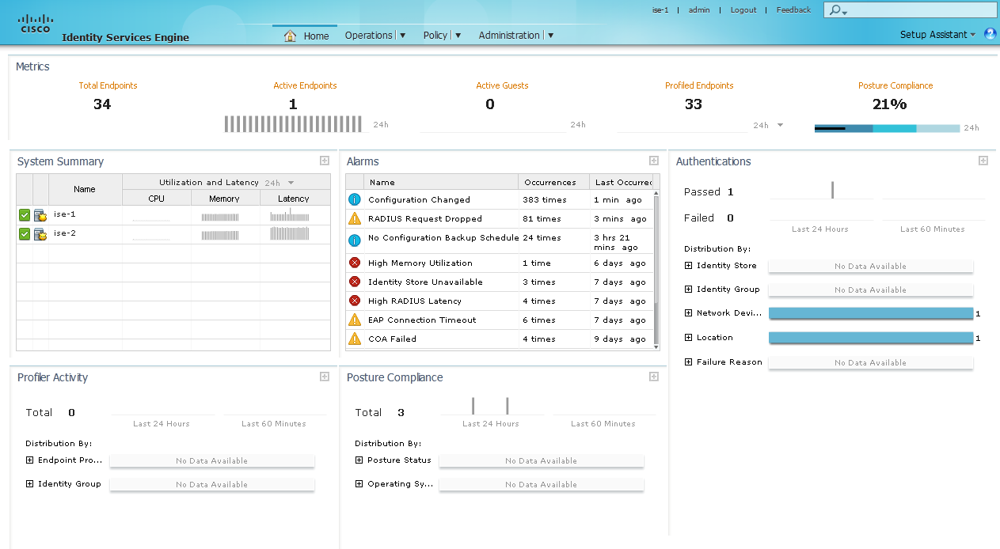 ise-1 | admin | Logout | Feedback
cisco
Identity Services Engine
Home
Operations
Policy
Administration
Setup Assistant
Metrics
Total Endpoints
34
Active Endpoints
1
24h
Active Guests
0
24h
Profiled Endpoints
33
24h
Posture Compliance
21%
24h
System Summary
Name
Utilization and Latency 24h
CPU Memory Latency
ise-1
ise-2
Alarms
Name Occurrences Last Occurred
Configuration Changed 383 times 1 min ago
RADIUS Request Dropped 81 times 3 mins ago
No Configuration Backup Schedule 24 times 3 hrs 21
mins ago
High Memory Utilization 1 time 6 days ago
Identity Store Unavailable 3 times 7 days ago
High RADIUS Latency 4 times 7 days ago
EAP Connection Timeout 6 times 7 days ago
COA Failed 4 times 9 days ago
Authentications
Passed 1
Failed 0
Last 24 Hours Last 60 Minutes
Distribution By:
Identity Store No Data Available
Identity Group No Data Available
Network Devi... 1
Location 1
Failure Reason No Data Available
Profiler Activity
Total 0
Last 24 Hours Last 60 Minutes
Distribution By:
Endpoint Pro... No Data Available
Identity Group No Data Available
Posture Compliance
Total 3
Last 24 Hours Last 60 Minutes
Distribution By:
Posture Status No Data Available
Operating Sy... No Data Available